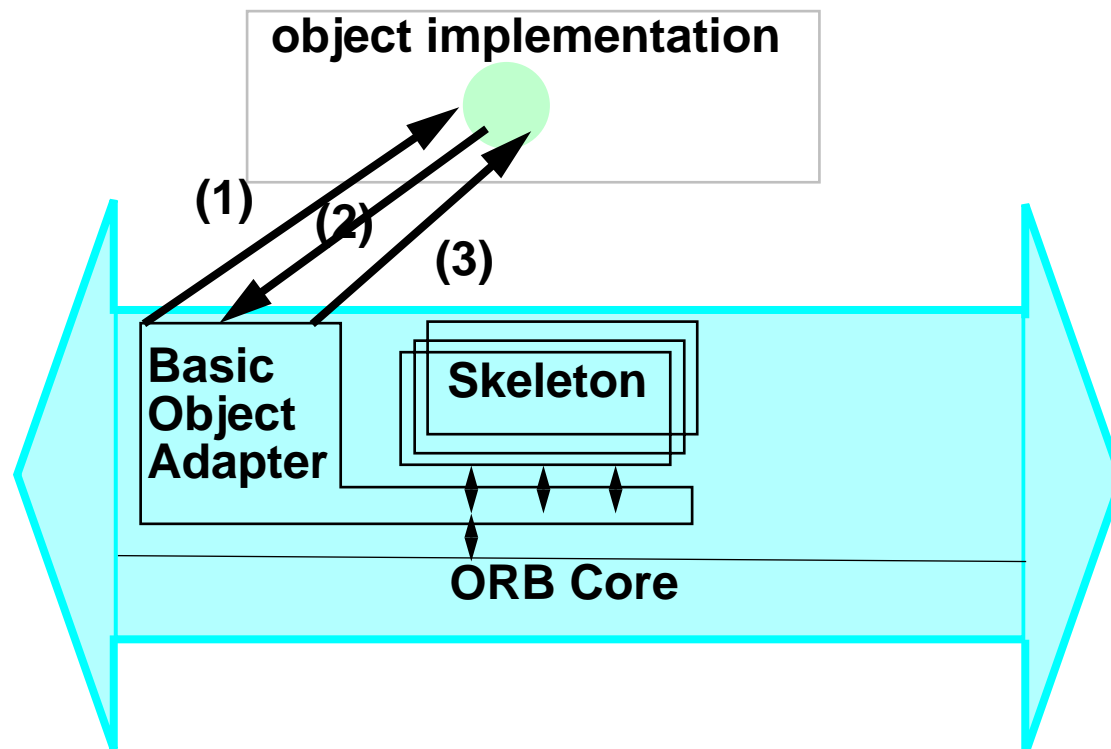 object implementation
(1)
(2)
(3)
Basic
Object
Adapter
Skeleton
ORB Core